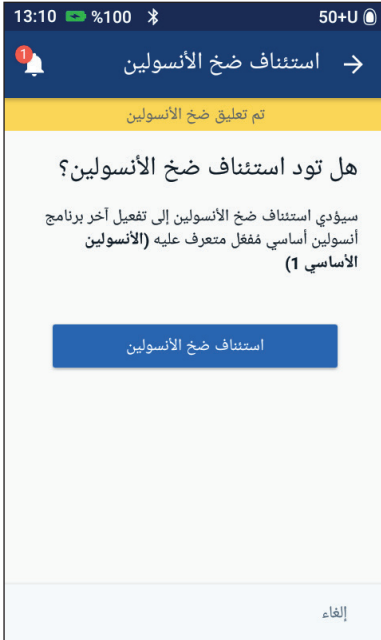 13:10 %100 50+U
1 استئناف ضخ الأنسولين
تم تعليق ضخ الأنسولين
هل تود استئناف ضخ الأنسولين؟
سيؤدي استئناف ضخ الأنسولين إلى تفعيل آخر برنامج
أنسولين أساسي مُفعّل متعرف عليه (الأنسولين
الأساسي 1)
استئناف ضخ الأنسولين
إلغاء